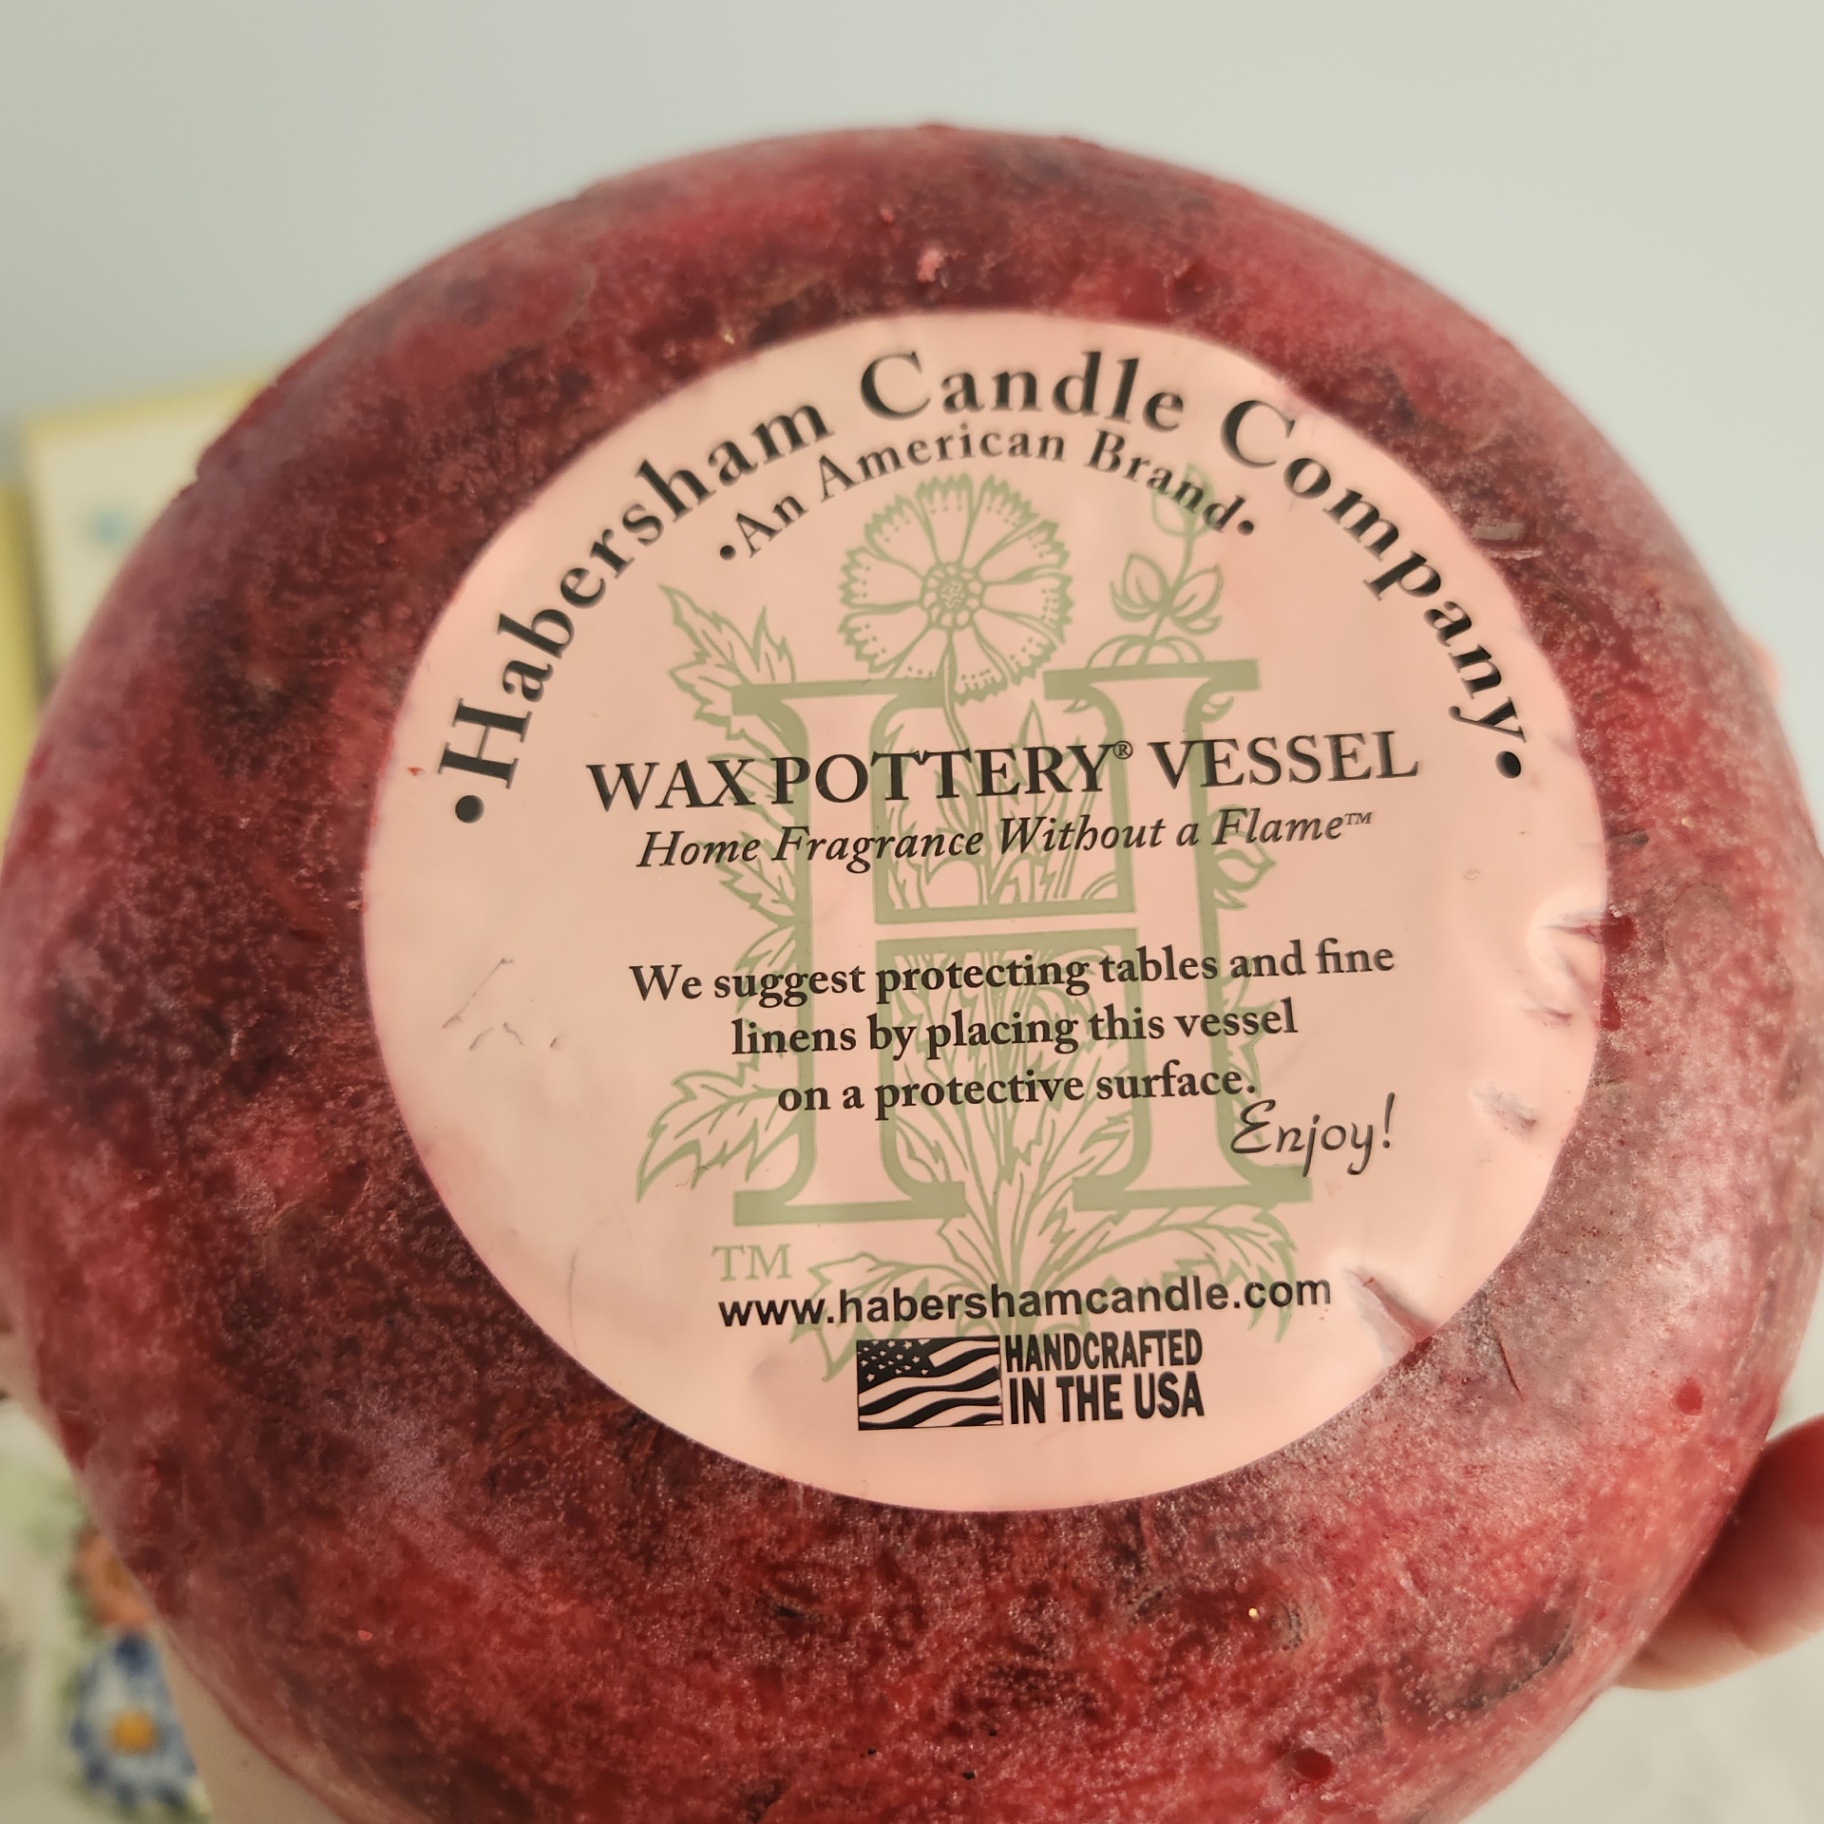 •Habersham Candle Company•
•An American Brand•
WAX POTTERY® VESSEL
Home Fragrance Without a Flame™
We suggest protecting tables and fine
linens by placing this vessel
on a protective surface.
Enjoy!
TM
www.habershamcandle.com
HANDCRAFTED
IN THE USA